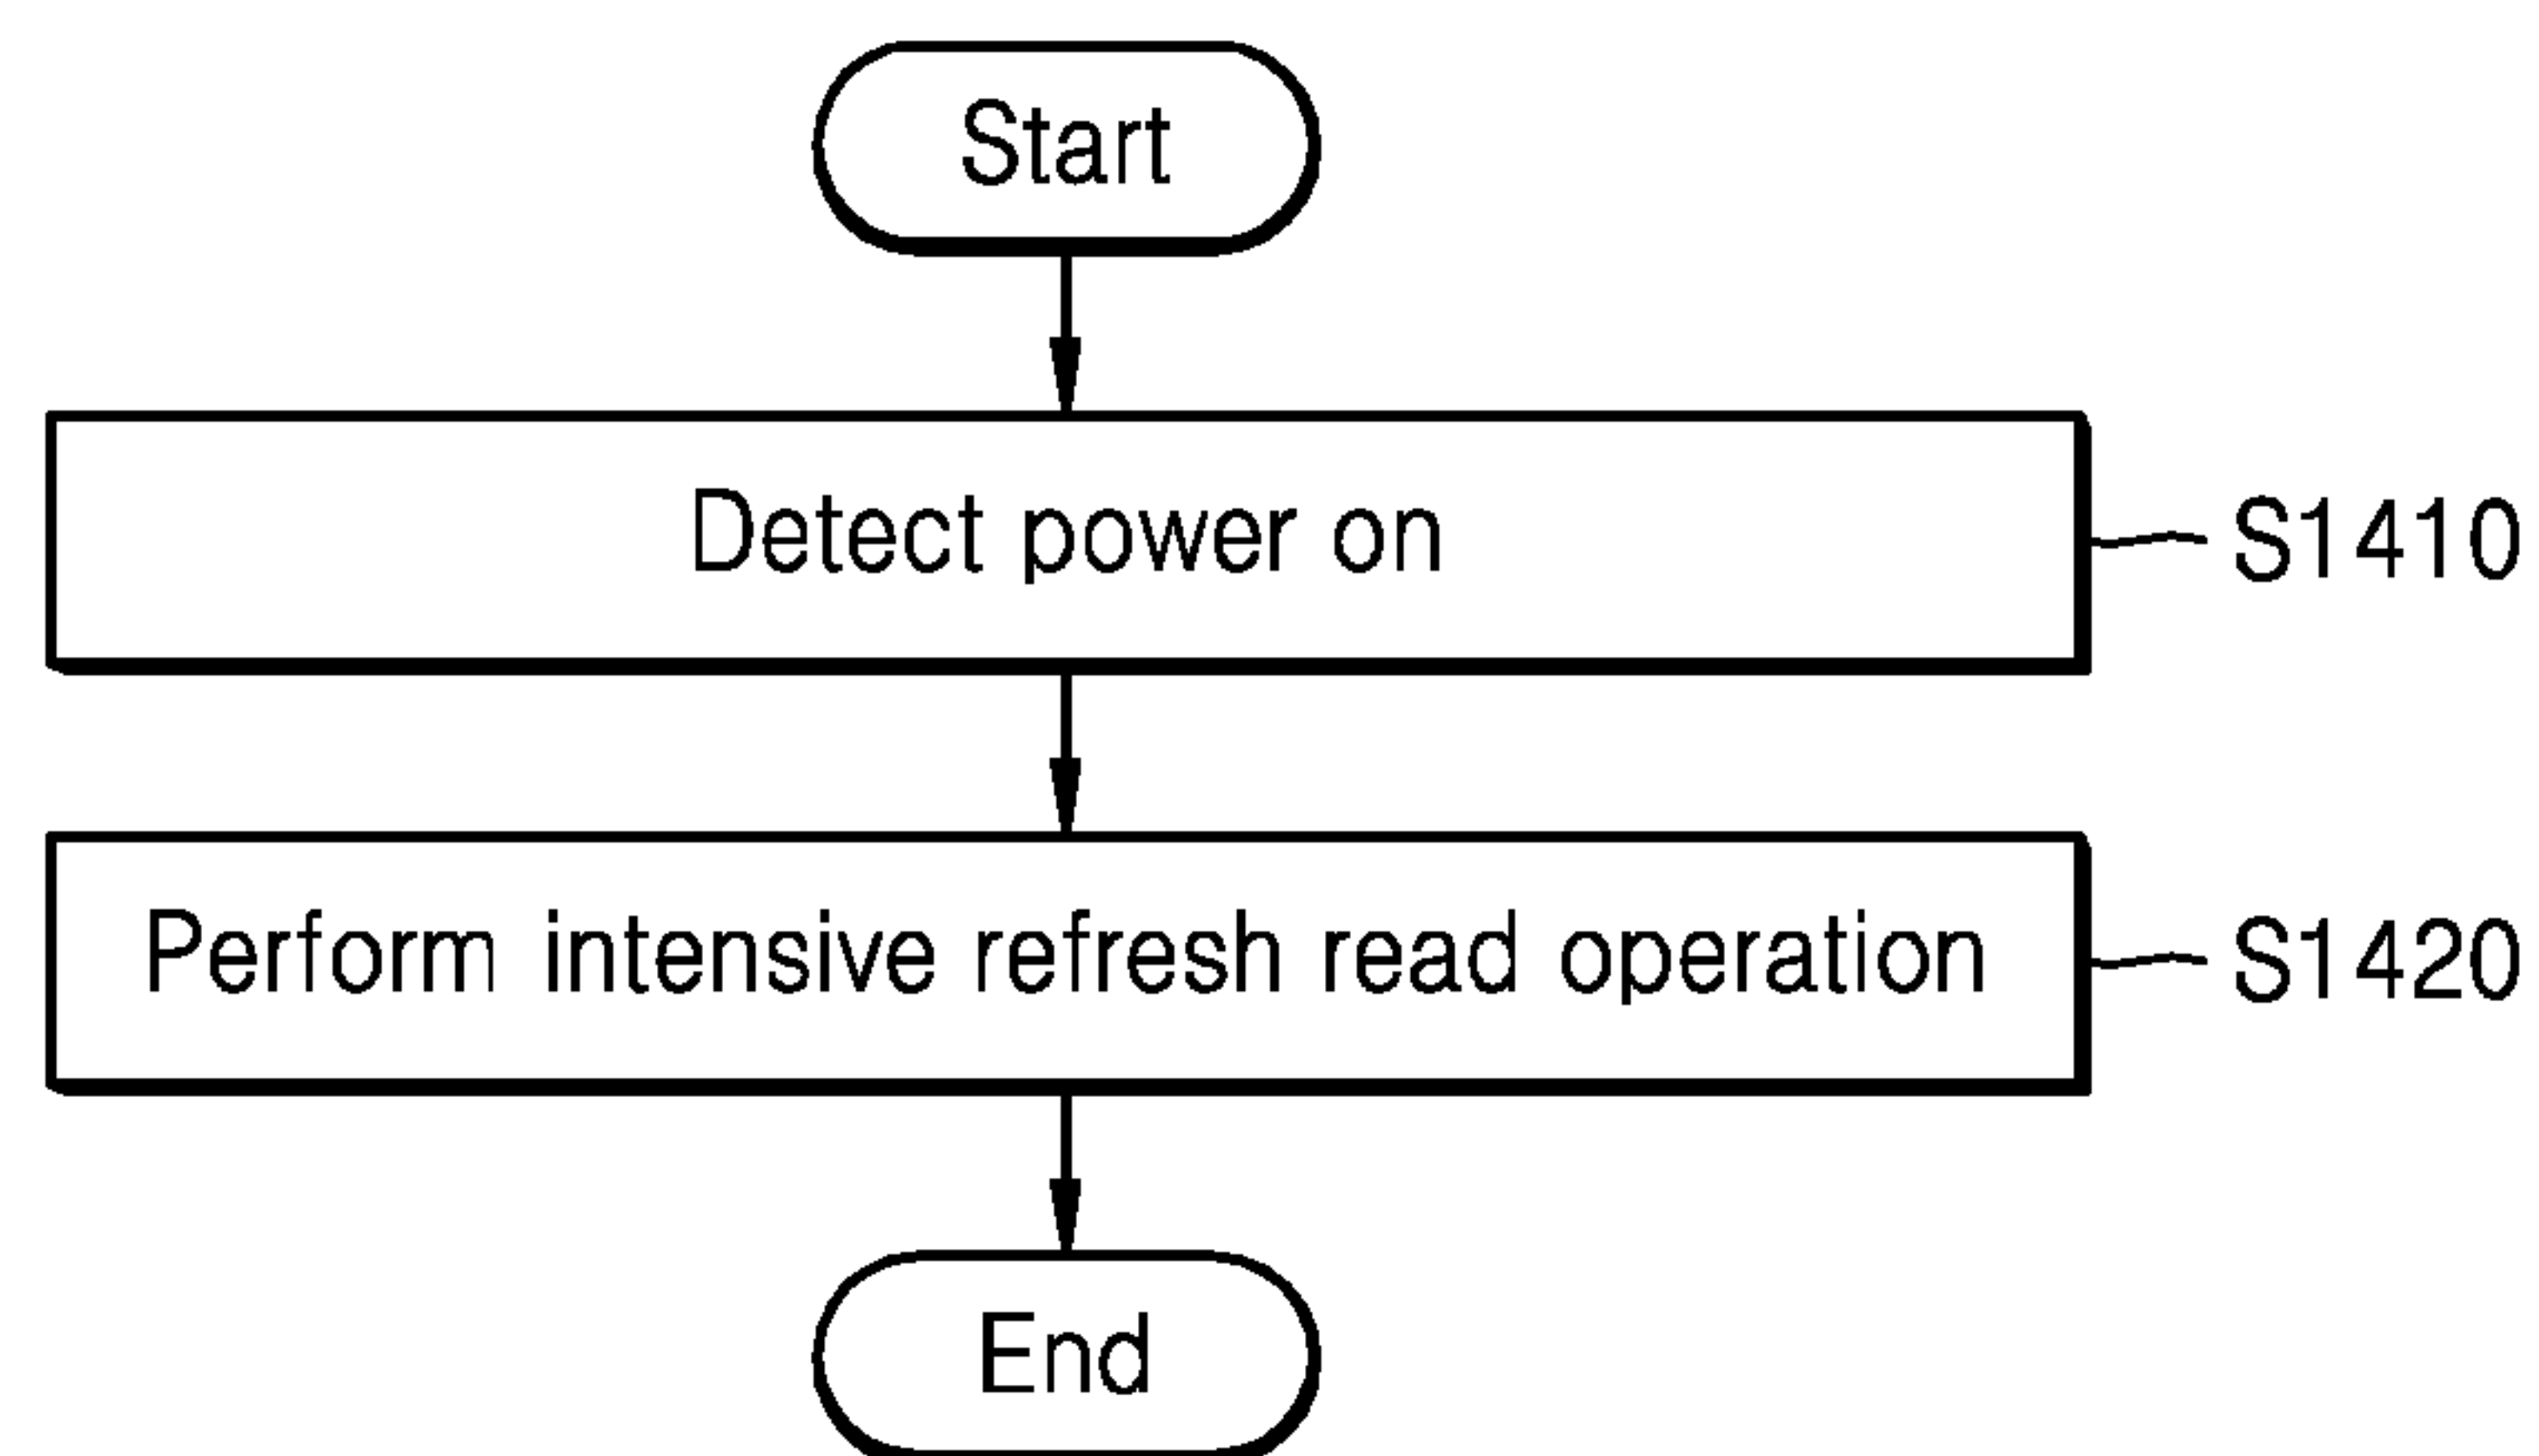 Start
Detect power on
S1410
Perform intensive refresh read operation
S1420
End